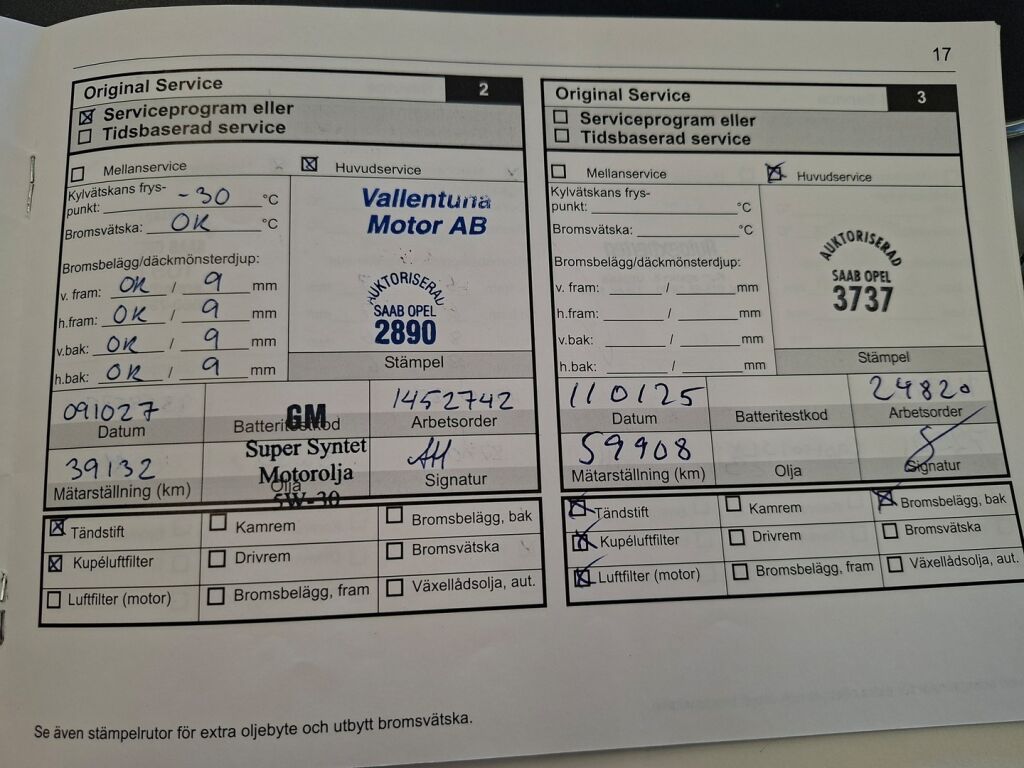 17
Original Service 2
Serviceprogram eller
Tidsbaserad service
Mellanservice
Huvudservice
Kylvätskans frys-
punkt: -30 °C
Bromsvätska: OK °C
Bromsbelägg/däckmönsterdjup:
v. fram: OK / 9 mm
h.fram: OK / 9 mm
v.bak: OK / 9 mm
h.bak: OK / 9 mm
Vallentuna
Motor AB
AUKTORISERAD
SAAB OPEL
2890
Stämpel
091027
Datum
GM
Batteritestkod
Super Syntet
Motorolja
Olja
5W-30
1452742
Arbetsorder
39132
Mätarställning (km)
AH
Signatur
Tändstift
Kamrem
Bromsbelägg, bak
Kupéluftfilter
Drivrem
Bromsvätska
Luftfilter (motor)
Bromsbelägg, fram
Växellådsolja, aut.
Original Service 3
Serviceprogram eller
Tidsbaserad service
Mellanservice
Huvudservice
Kylvätskans frys-
punkt: °C
Bromsvätska: °C
Bromsbelägg/däckmönsterdjup:
v. fram: / mm
h.fram: / mm
v.bak: / mm
h.bak: / mm
AUKTORISERAD
SAAB OPEL
3737
Stämpel
110125
Datum
Batteritestkod
24820
Arbetsorder
59908
Mätarställning (km)
Olja
Signatur
Tändstift
Kamrem
Bromsbelägg, bak
Kupéluftfilter
Drivrem
Bromsvätska
Luftfilter (motor)
Bromsbelägg, fram
Växellådsolja, aut.
Se även stämpelrutor för extra oljebyte och utbytt bromsvätska.